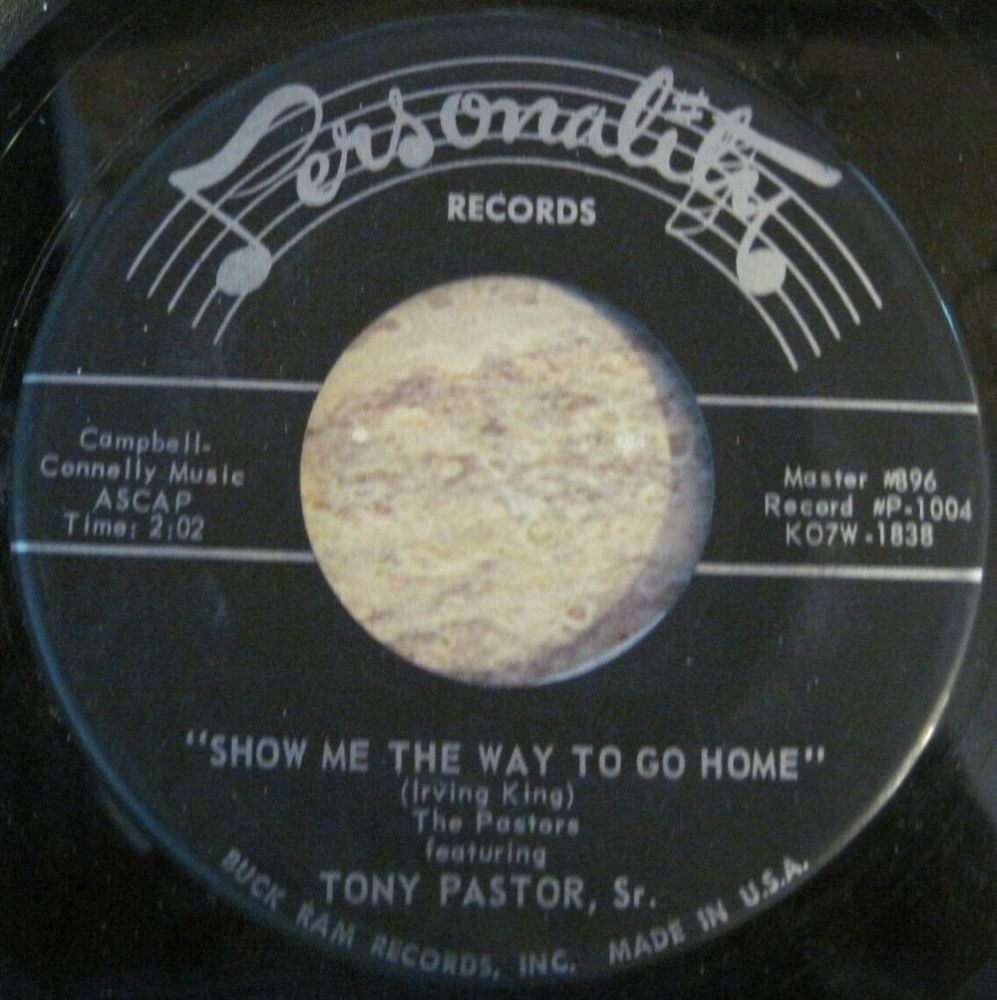 Personality
RECORDS
Campbell-
Connelly Music
ASCAP
Time: 2:02
Master #896
Record #P-1004
KO7W-1838
"SHOW ME THE WAY TO GO HOME"
(Irving King)
The Pastors
featuring
TONY PASTOR, Sr.
BUCK RAM RECORDS, INC. MADE IN U.S.A.